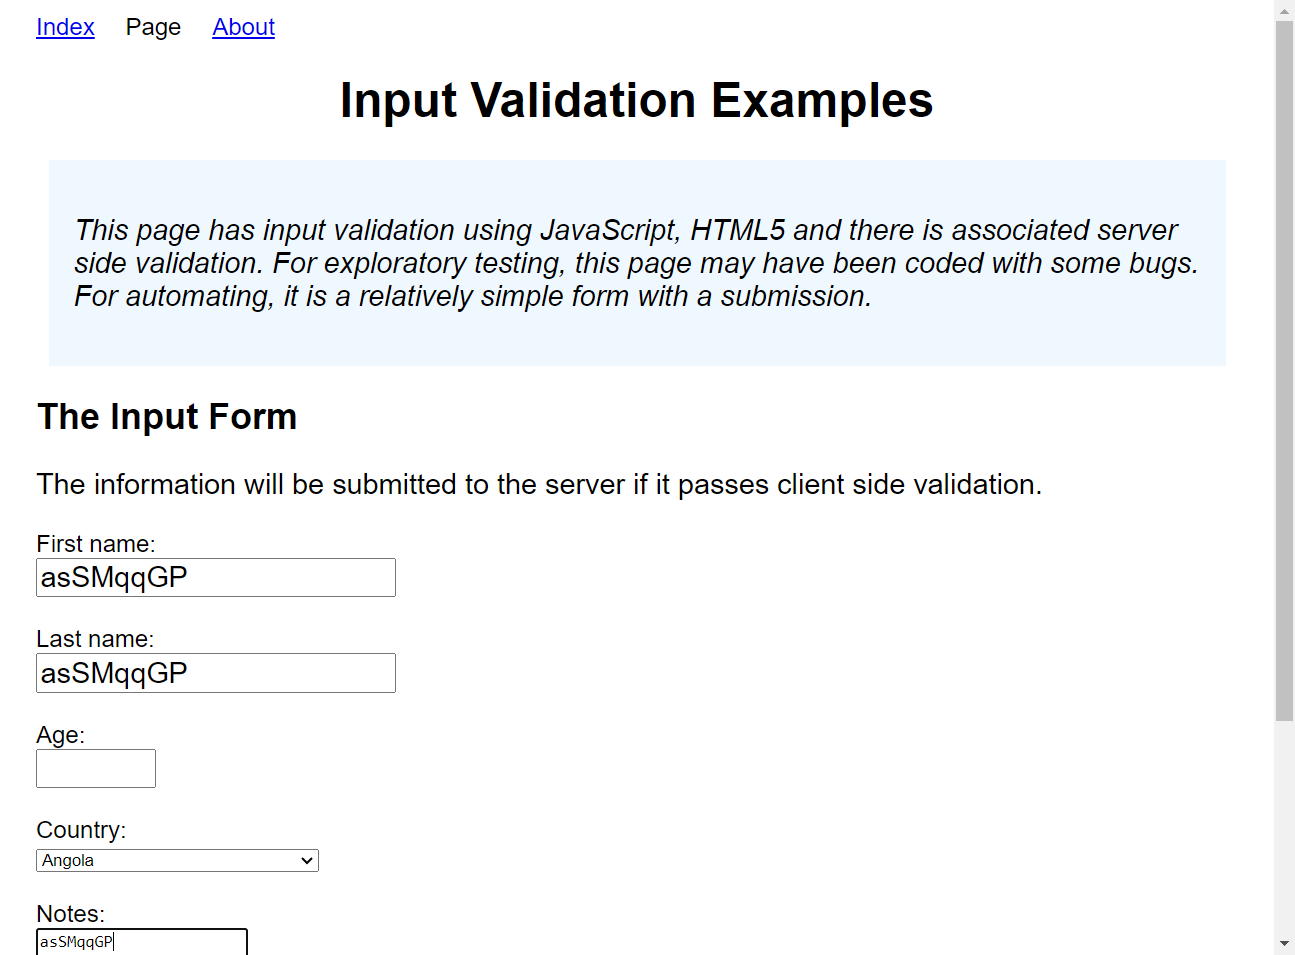 Index Page About
Input Validation Examples
This page has input validation using JavaScript, HTML5 and there is associated server
side validation. For exploratory testing, this page may have been coded with some bugs.
For automating, it is a relatively simple form with a submission.
The Input Form
The information will be submitted to the server if it passes client side validation.
First name:
asSMqqGP
Last name:
asSMqqGP
Age:
Country:
Angola
Notes:
asSMqqGP